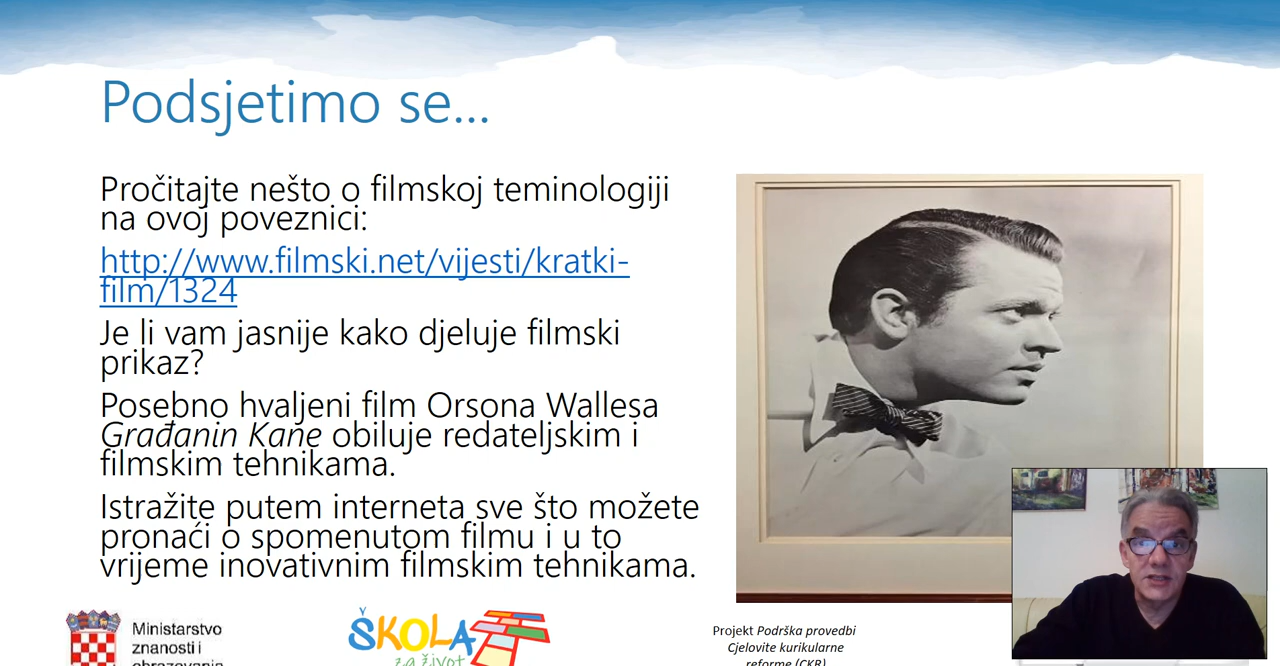 Podsjetimo se...
Pročitajte nešto o filmskoj teminologiji
na ovoj poveznici:
http://www.filmski.net/vijesti/kratki-
film/1324
Je li vam jasnije kako djeluje filmski
prikaz?
Posebno hvaljeni film Orsona Wallesa
Građanin Kane obiluje redateljskim i
filmskim tehnikama.
Istražite putem interneta sve što možete
pronaći o spomenutom filmu i u to
vrijeme inovativnim filmskim tehnikama.
Ministarstvo
znanosti i
obrazovanja
ŠKOLA
za život
Projekt Podrška provedbi
Cjelovite kurikularne
reforme (CKR)